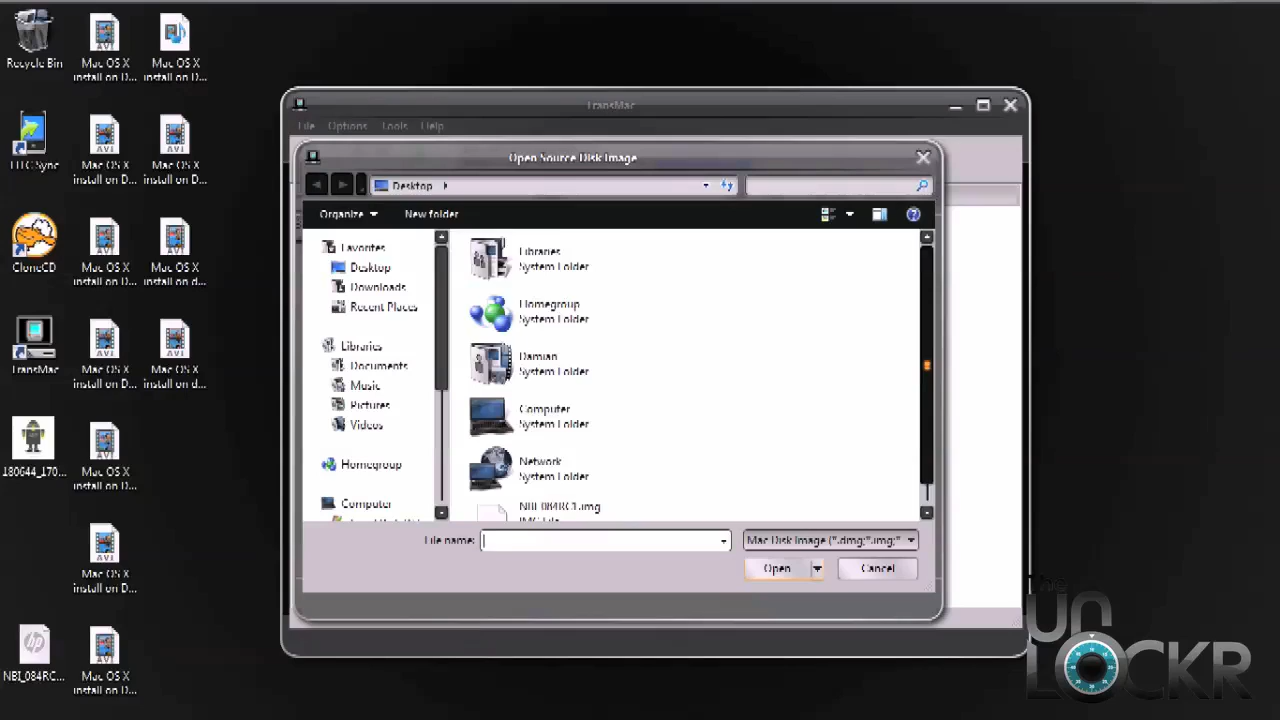 Recycle Bin
Mac OS X
install on D...
Mac OS X
install on D...
HTC Sync
Mac OS X
install on D...
Mac OS X
install on D...
CloneCD
Mac OS X
install on D...
Mac OS X
install on d...
TransMac
Mac OS X
install on D...
Mac OS X
install on d...
180644_170...
Mac OS X
install on D...
Mac OS X
install on D...
NBI_084RC...
Mac OS X
install on D...
TransMac
File Options Tools Help
Open Source Disk Image
Desktop
Organize New folder
Favorites
Desktop
Downloads
Recent Places
Libraries
Documents
Music
Pictures
Videos
Homegroup
Computer
Libraries
System Folder
Homegroup
System Folder
Damian
System Folder
Computer
System Folder
Network
System Folder
NBI_084RC1.img
IMG File
File name:
Mac Disk Image (*.dmg;*.img;*
Open Cancel
The
UNLOCKR